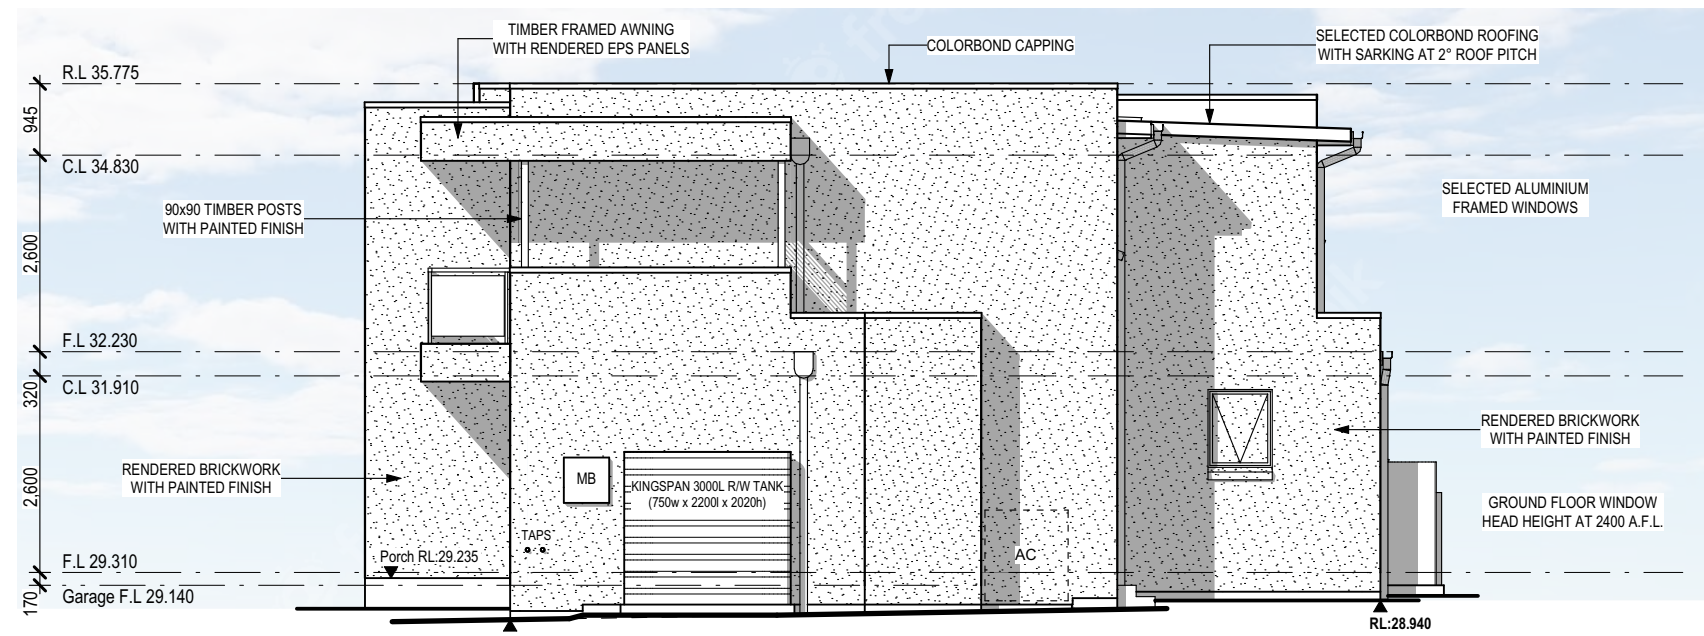 TIMBER FRAMED AWNING
WITH RENDERED EPS PANELS
COLORBOND CAPPING
SELECTED COLORBOND ROOFING
WITH SARKING AT 2° ROOF PITCH
R.L 35.775
945
C.L 34.830
SELECTED ALUMINIUM
FRAMED WINDOWS
90x90 TIMBER POSTS
WITH PAINTED FINISH
2,600
F.L 32.230
320
C.L 31.910
RENDERED BRICKWORK
WITH PAINTED FINISH
RENDERED BRICKWORK
WITH PAINTED FINISH
MB
KINGSPAN 3000L R/W TANK
(750w x 2200l x 2020h)
2,600
GROUND FLOOR WINDOW
HEAD HEIGHT AT 2400 A.F.L.
TAPS
AC
Porch RL:29.235
F.L 29.310
170
Garage F.L 29.140
RL:28.940